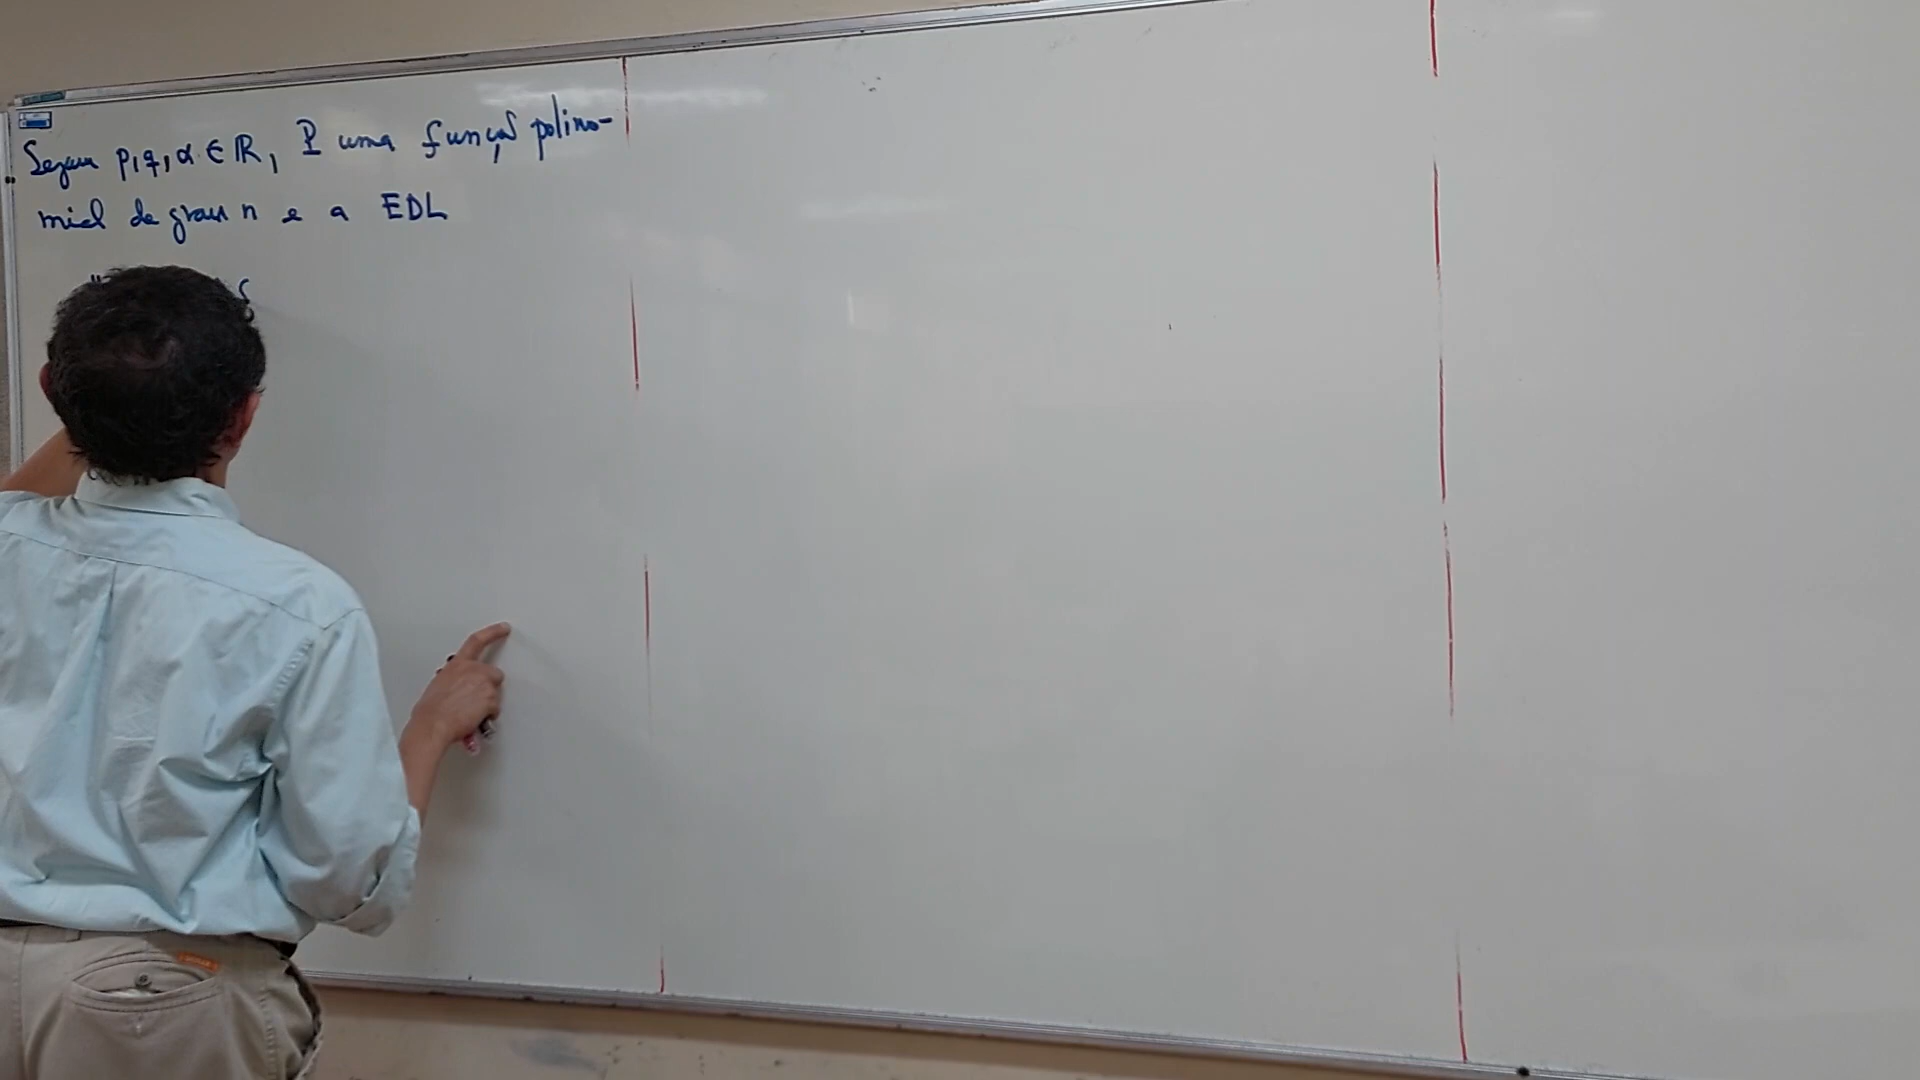 Sejam p, q, α ∈ ℝ, P uma função polino-
mial de grau n e a EDL